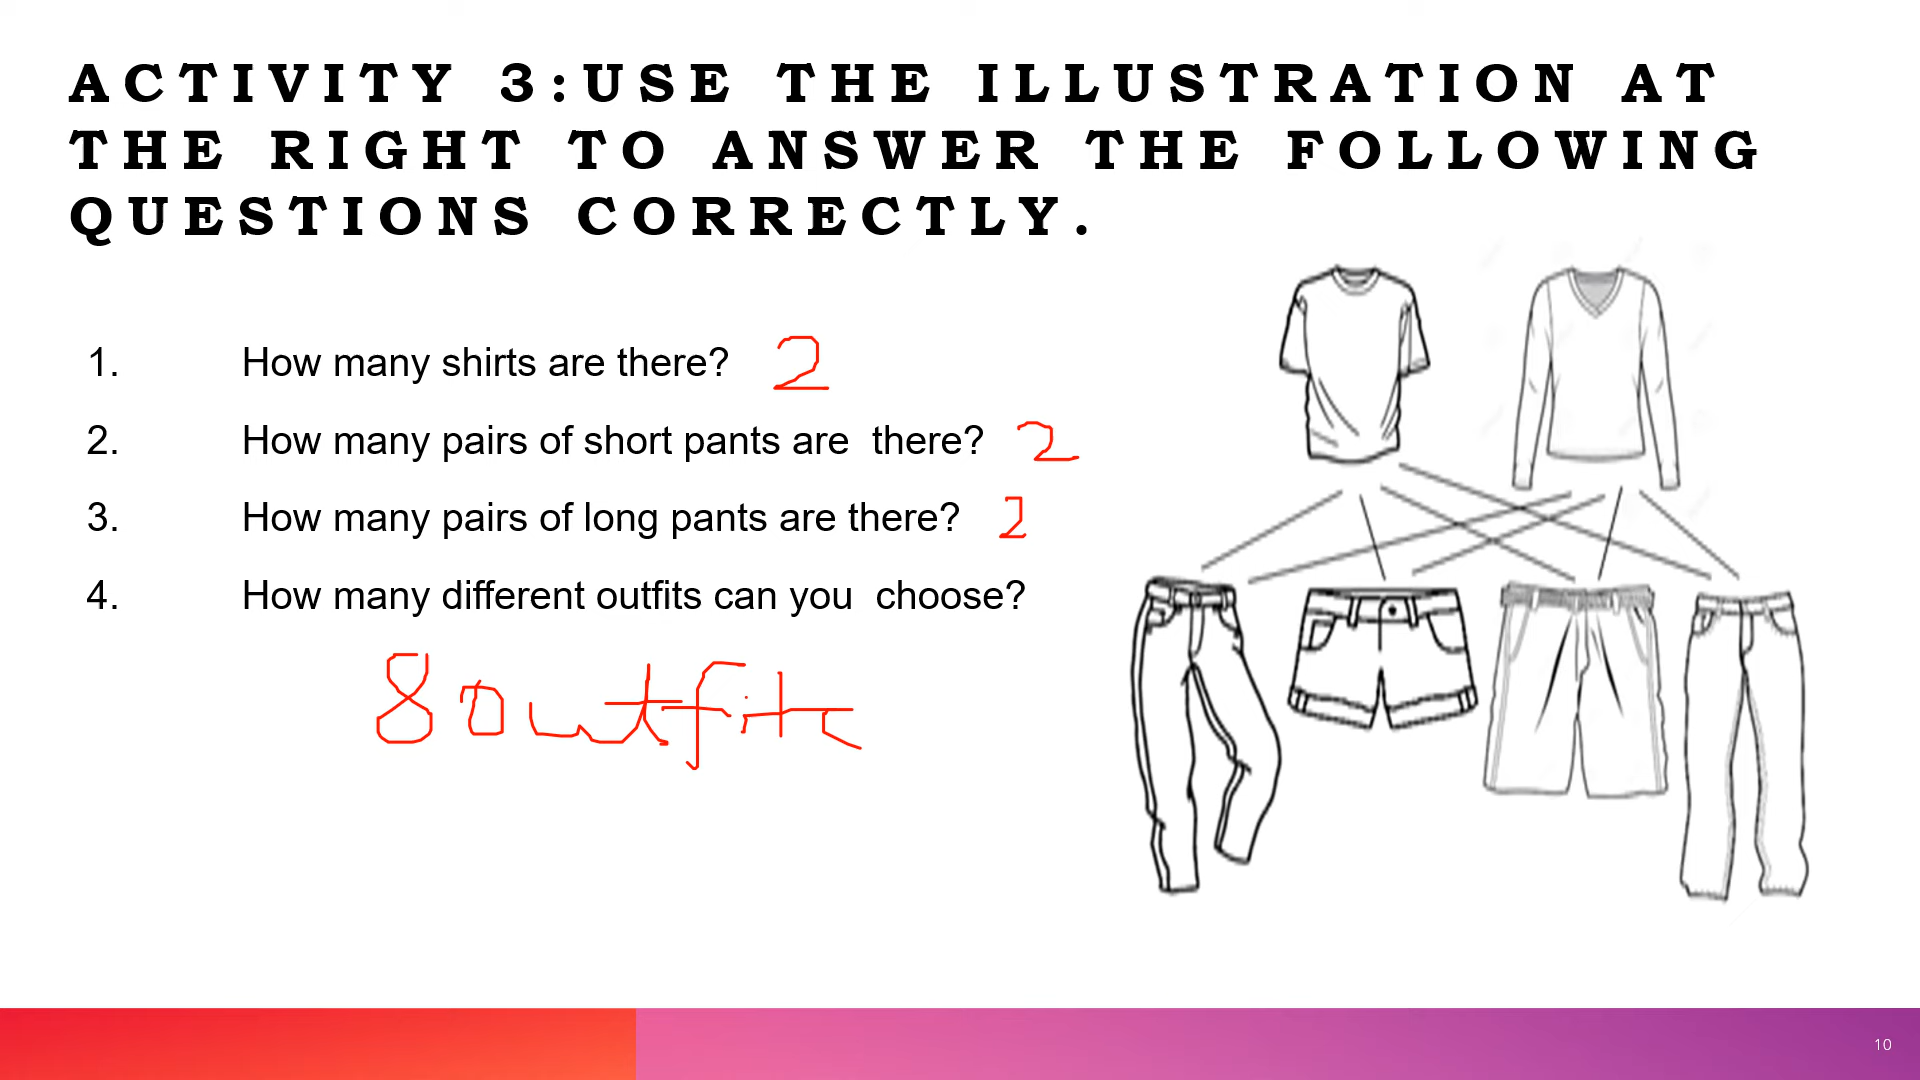 ACTIVITY 3:USE THE ILLUSTRATION AT
THE RIGHT TO ANSWER THE FOLLOWING
QUESTIONS CORRECTLY.
1. How many shirts are there? 2
2. How many pairs of short pants are there? 2
3. How many pairs of long pants are there? 2
4. How many different outfits can you choose?
8 outfits
10